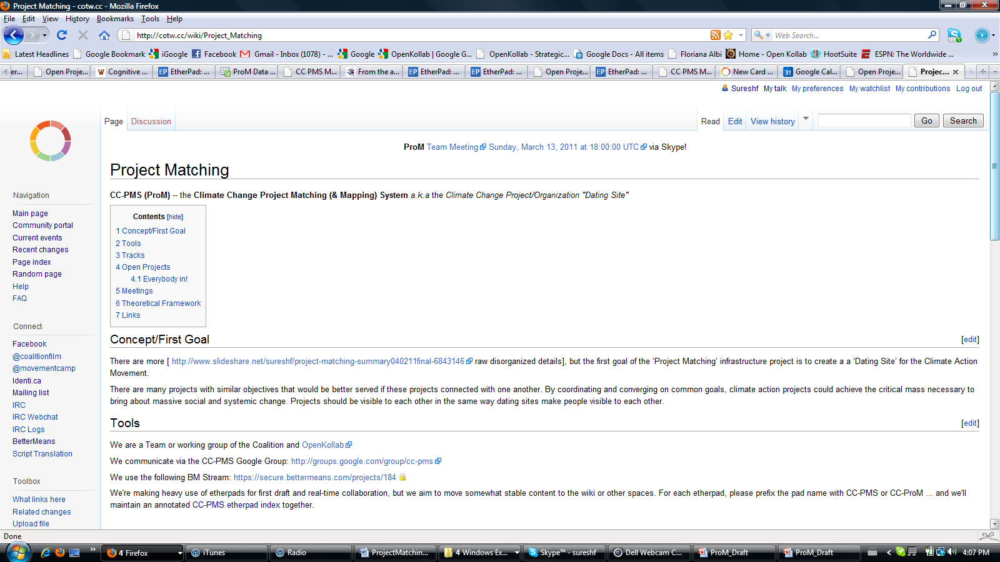 Project Matching - cotw.cc - Mozilla Firefox
File Edit View History Bookmarks Tools Help
http://cotw.cc/wiki/Project_Matching
Web Search...
Latest Headlines Google Bookmark iGoogle Facebook Gmail - Inbox (1078) - ... Google OpenKollab | Google G... OpenKollab - Strategic... Google Docs - All items Floriana Albi Home - Open Kollab HootSuite ESPN: The Worldwide ... »
er... Open Proje... Cognitive ... EtherPad: ... ProM Data ... CC PMS M... From the a... EtherPad: ... EtherPad: ... Open Proje... EtherPad: ... CC PMS M... New Card ... Google Cal... Open Proje... Projec...
Sureshf My talk My preferences My watchlist My contributions Log out
Page Discussion Read Edit View history Go Search
ProM Team Meeting Sunday, March 13, 2011 at 18:00:00 UTC via Skype!
Project Matching
CC-PMS (ProM) -- the Climate Change Project Matching (& Mapping) System a.k.a the Climate Change Project/Organization "Dating Site"
Contents [hide]
1 Concept/First Goal
2 Tools
3 Tracks
4 Open Projects
4.1 Everybody in!
5 Meetings
6 Theoretical Framework
7 Links
Navigation
Main page
Community portal
Current events
Recent changes
Page index
Random page
Help
FAQ
Connect
Facebook
@coalitionfilm
@movementcamp
Identi.ca
Mailing list
IRC
IRC Webchat
IRC Logs
BetterMeans
Script Translation
Toolbox
What links here
Related changes
Upload file
Concept/First Goal [edit]
There are more [ http://www.slideshare.net/sureshf/project-matching-summary040211final-6843146 raw disorganized details], but the first goal of the ‘Project Matching’ infrastructure project is to create a a ‘Dating Site’ for the Climate Action
Movement.
There are many projects with similar objectives that would be better served if these projects connected with one another. By coordinating and converging on common goals, climate action projects could achieve the critical mass necessary to
bring about massive social and systemic change. Projects should be visible to each other in the same way dating sites make people visible to each other.
Tools [edit]
We are a Team or working group of the Coalition and OpenKollab
We communicate via the CC-PMS Google Group: http://groups.google.com/group/cc-pms
We use the following BM Stream: https://secure.bettermeans.com/projects/184
We're making heavy use of etherpads for first draft and real-time collaboration, but we aim to move somewhat stable content to the wiki or other spaces. For each etherpad, please prefix the pad name with CC-PMS or CC-ProM ... and we'll
maintain an annotated CC-PMS etherpad index together.
Done
» 4 Firefox iTunes Radio ProjectMatchin... 4 Windows Ex... Skype™ - sureshf Dell Webcam C... ProM_Draft ProM_Draft 4:07 PM